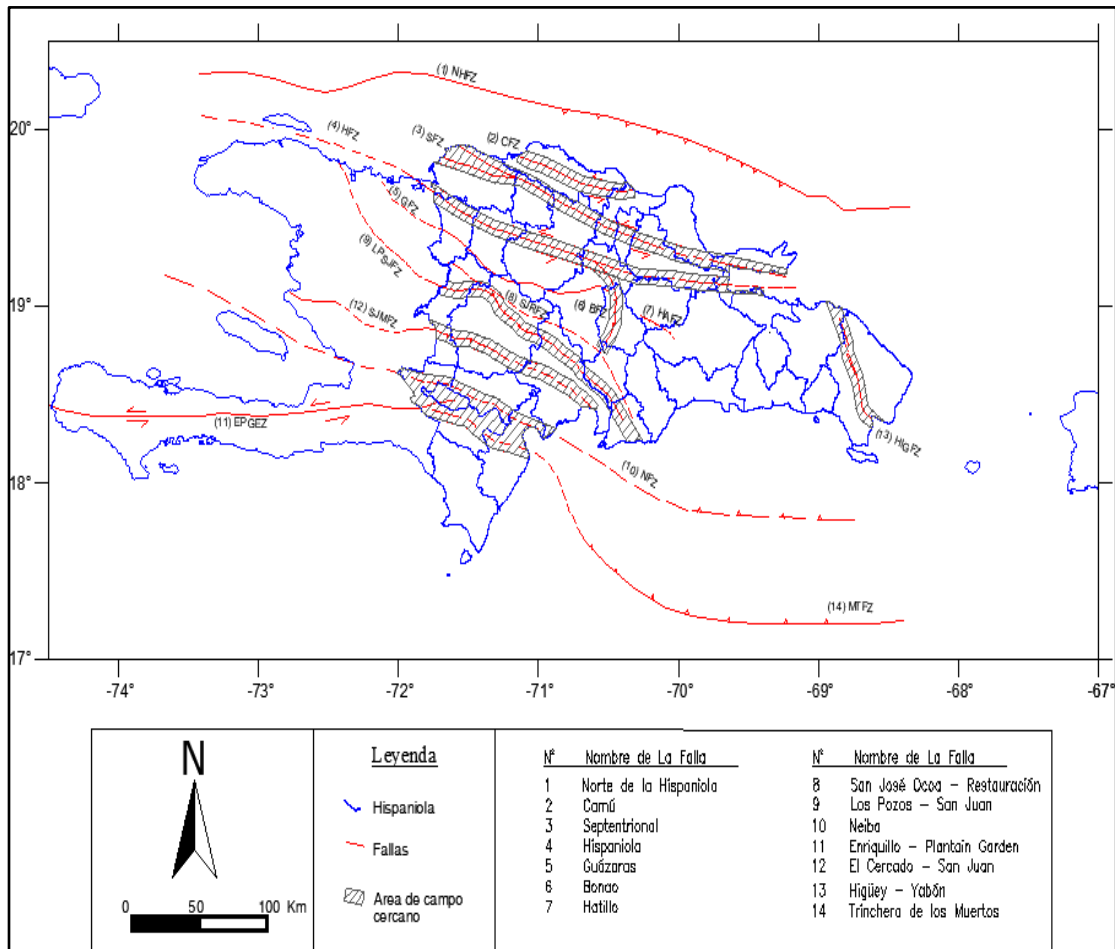 (1) NHFZ
20°
(4) HFZ
(3) SFZ
(2) CFZ
(5) GFZ
(9) LPSJFZ
19°
(12) SJMFZ
(8) SJRFZ
(6) BFZ
(7) HAFZ
(11) EPGEZ
(13) HIGFZ
18°
(10) NFZ
(14) MTFZ
17°
-74° -73° -72° -71° -70° -69° -68° -67°
N
0 50 100 Km
Leyenda
Hispaniola
Fallas
Area de campo
cercano
Nº Nombre de La Falla
1 Norte de la Hispaniola
2 Camú
3 Septentrional
4 Hispaniola
5 Guázaras
6 Bonao
7 Hatillo
Nº Nombre de La Falla
8 San José Ocoa – Restauración
9 Los Pozos – San Juan
10 Neiba
11 Enriquillo – Plantain Garden
12 El Cercado – San Juan
13 Higüey – Yabón
14 Trinchera de los Muertos